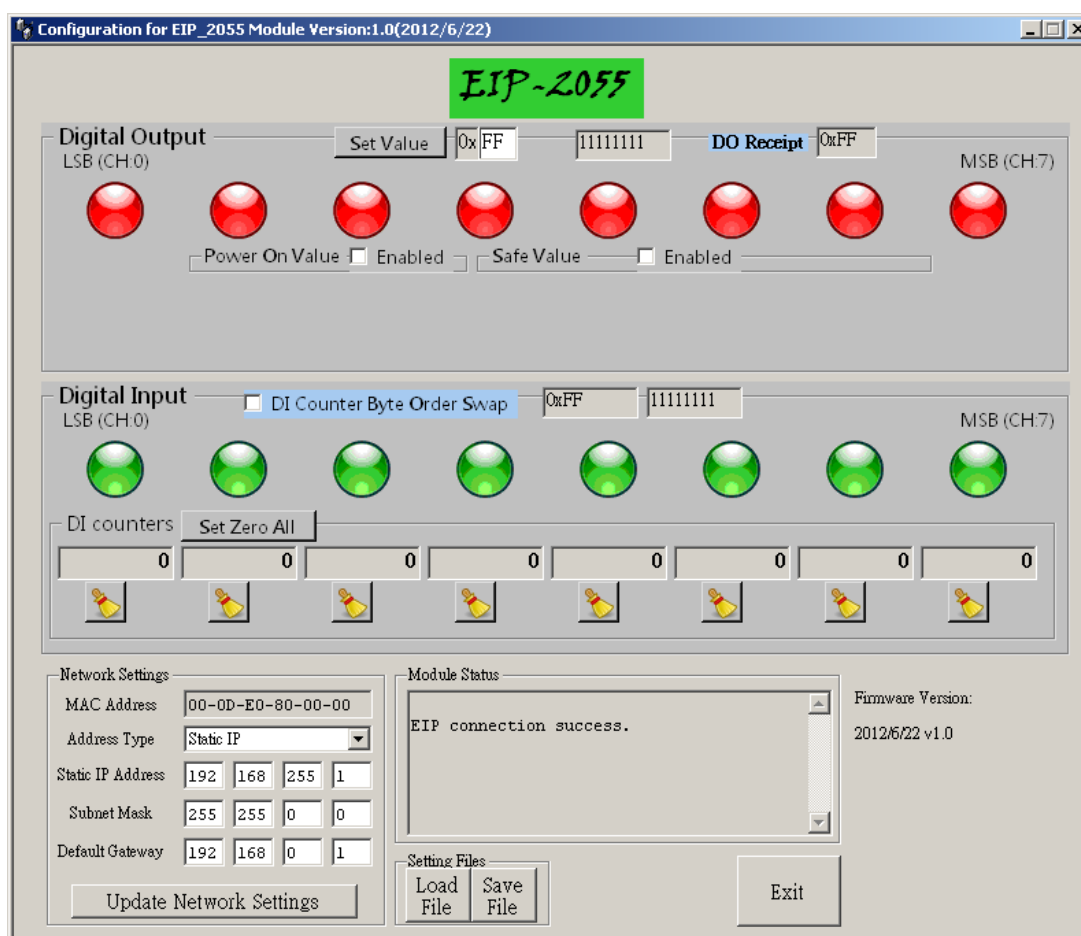 Configuration for EIP_2055 Module Version:1.0(2012/6/22)
EIP-2055
Digital Output Set Value 0x FF 11111111 DO Receipt 0xFF
LSB (CH:0) MSB (CH:7)
Power On Value Enabled Safe Value Enabled
Digital Input DI Counter Byte Order Swap 0xFF 11111111
LSB (CH:0) MSB (CH:7)
DI counters Set Zero All
0 0 0 0 0 0 0 0
Network Settings
MAC Address 00-0D-E0-80-00-00
Address Type Static IP
Static IP Address 192 168 255 1
Subnet Mask 255 255 0 0
Default Gateway 192 168 0 1
Update Network Settings
Module Status
EIP connection success.
Setting Files
Load File
Save File
Firmware Version:
2012/6/22 v1.0
Exit